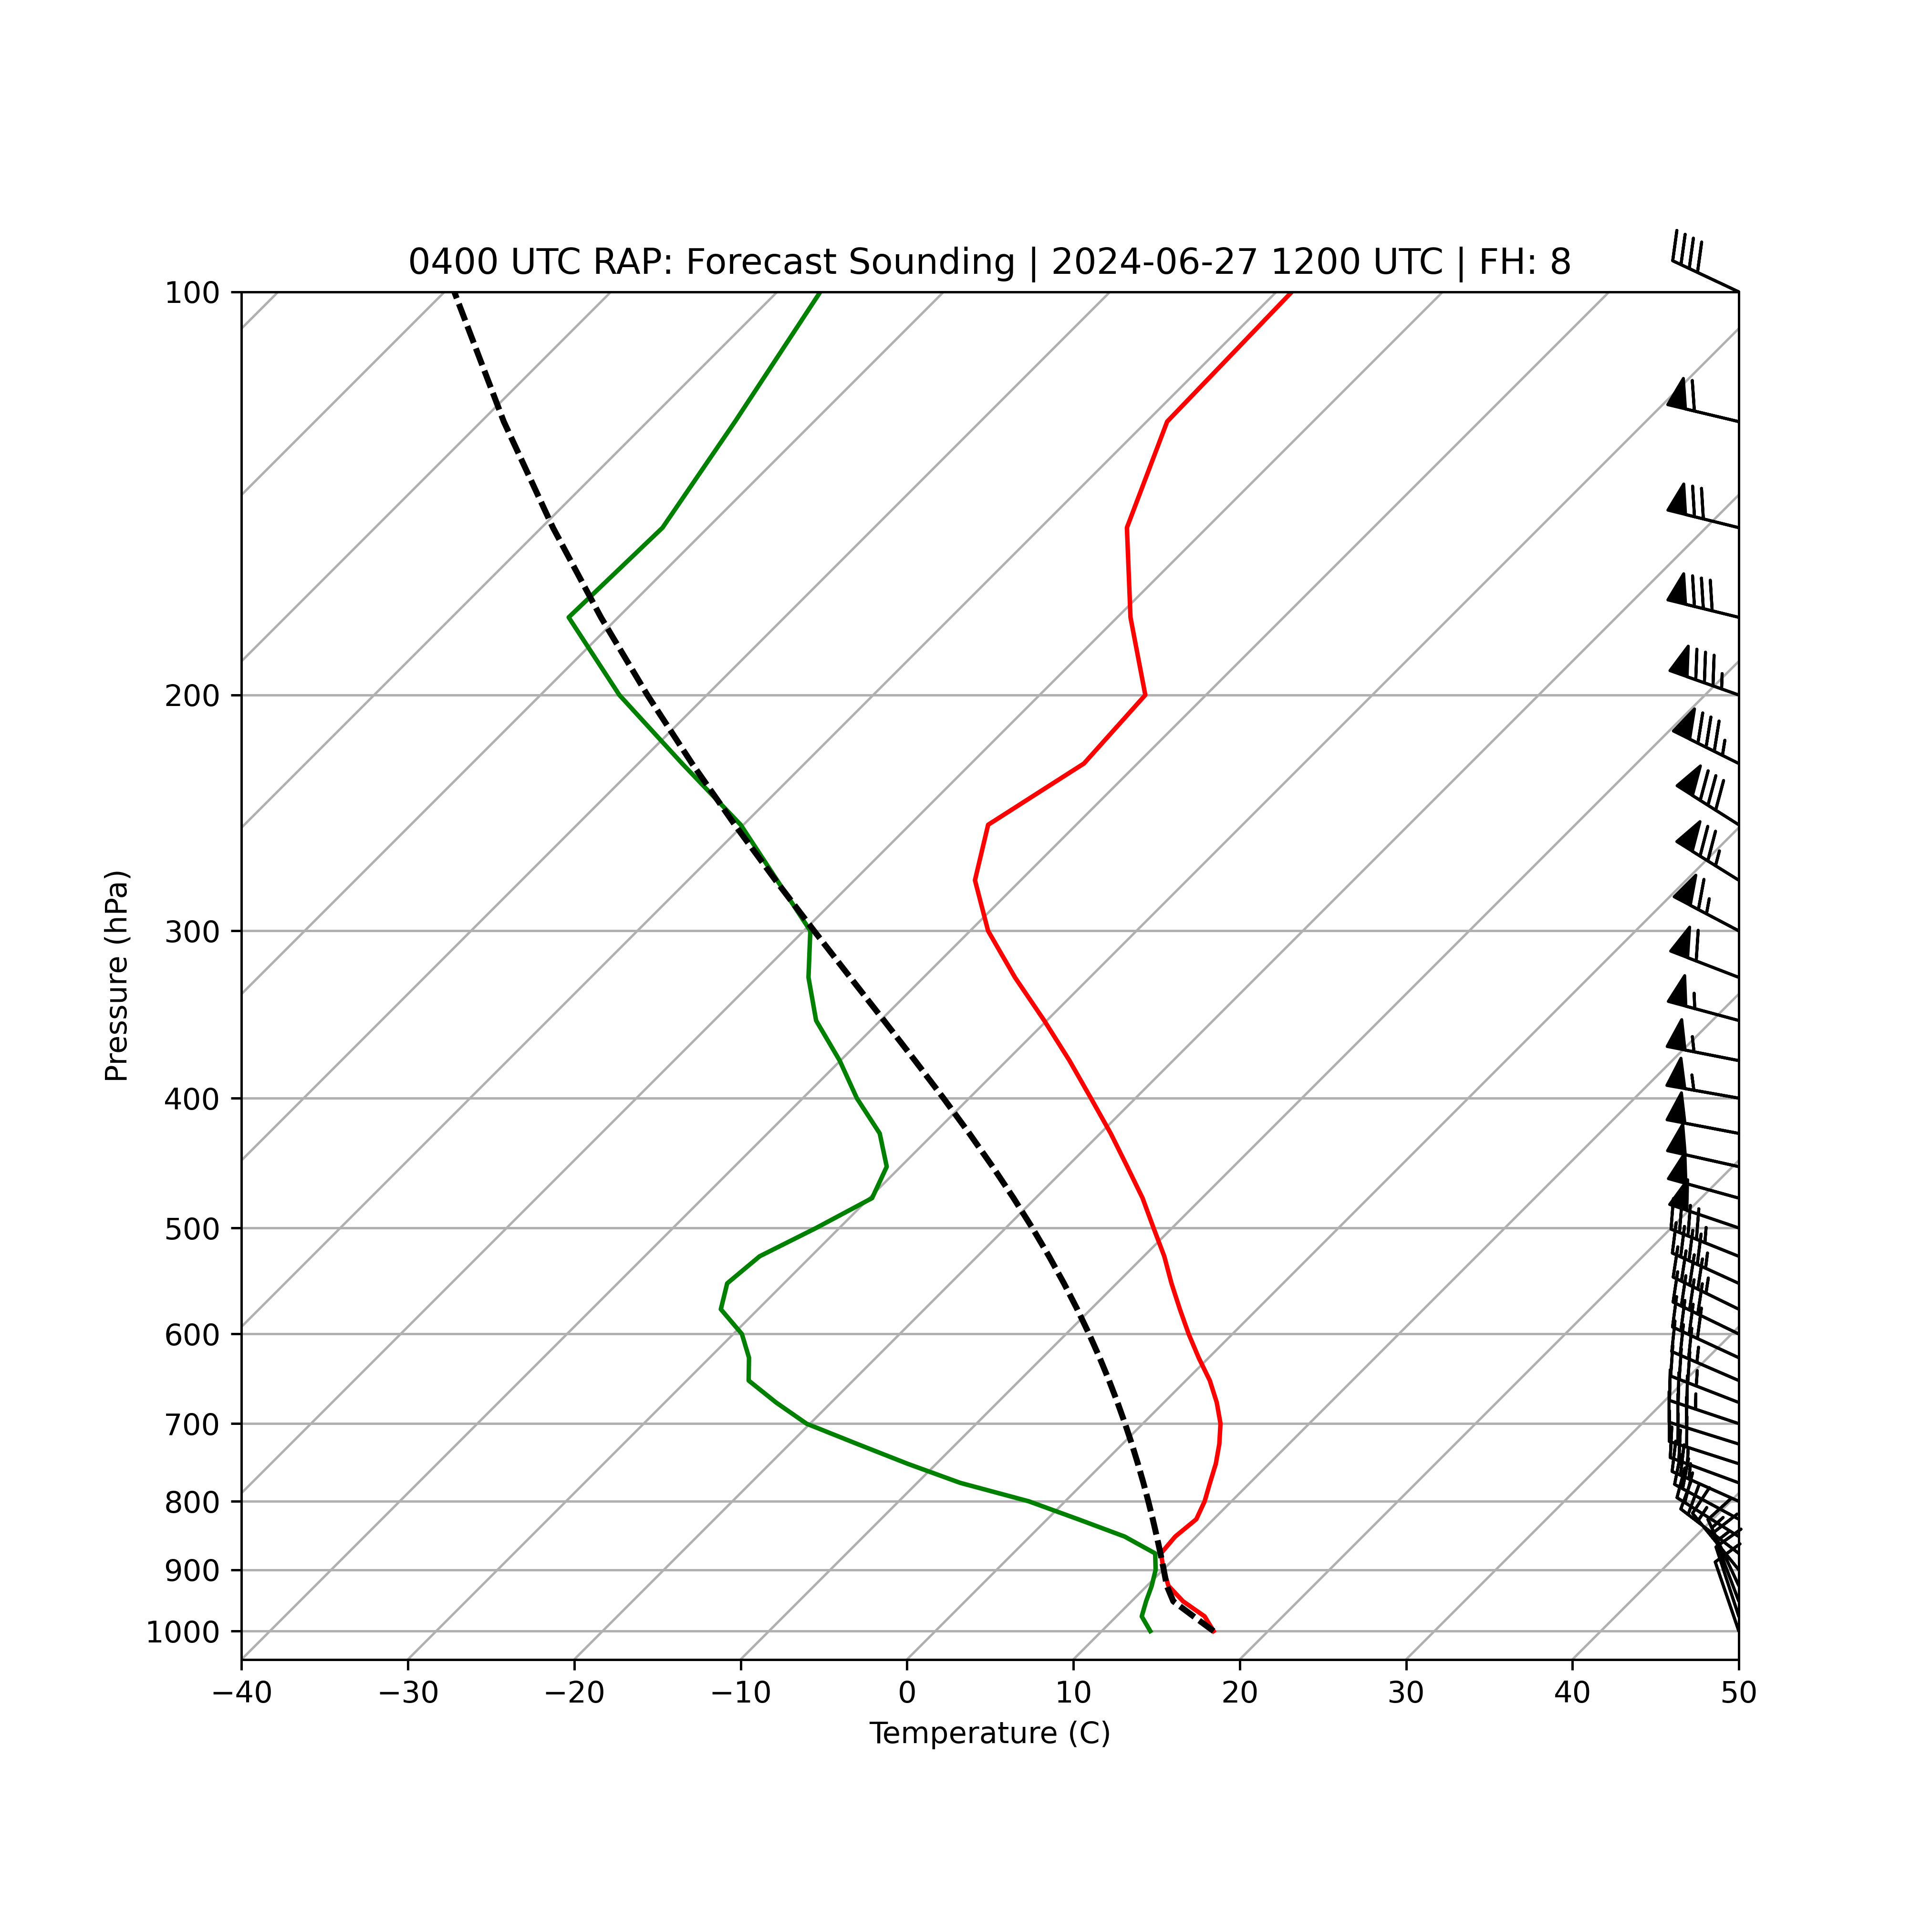 0400 UTC RAP: Forecast Sounding | 2024-06-27 1200 UTC | FH: 8
100
200
300
400
500
600
700
800
900
1000
Pressure (hPa)
−40 −30 −20 −10 0 10 20 30 40 50
Temperature (C)